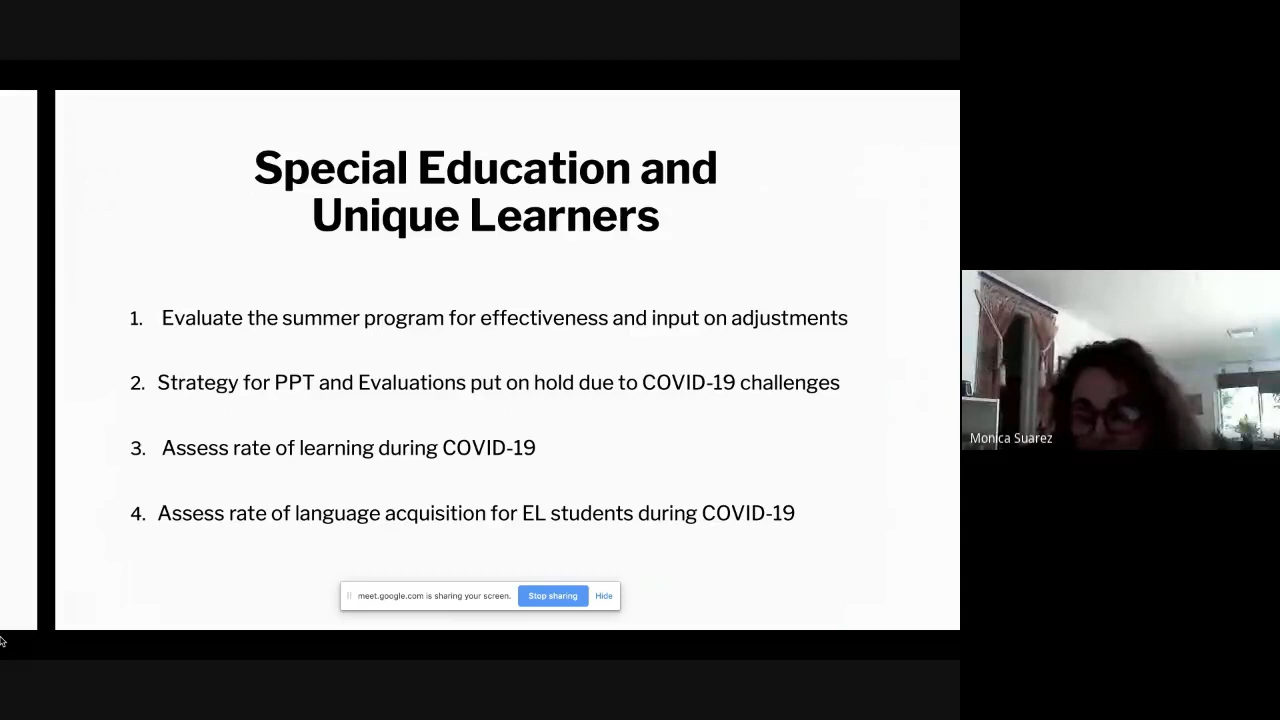 Special Education and
Unique Learners
1. Evaluate the summer program for effectiveness and input on adjustments
2. Strategy for PPT and Evaluations put on hold due to COVID-19 challenges
3. Assess rate of learning during COVID-19
4. Assess rate of language acquisition for EL students during COVID-19
meet.google.com is sharing your screen. Stop sharing Hide
Monica Suarez